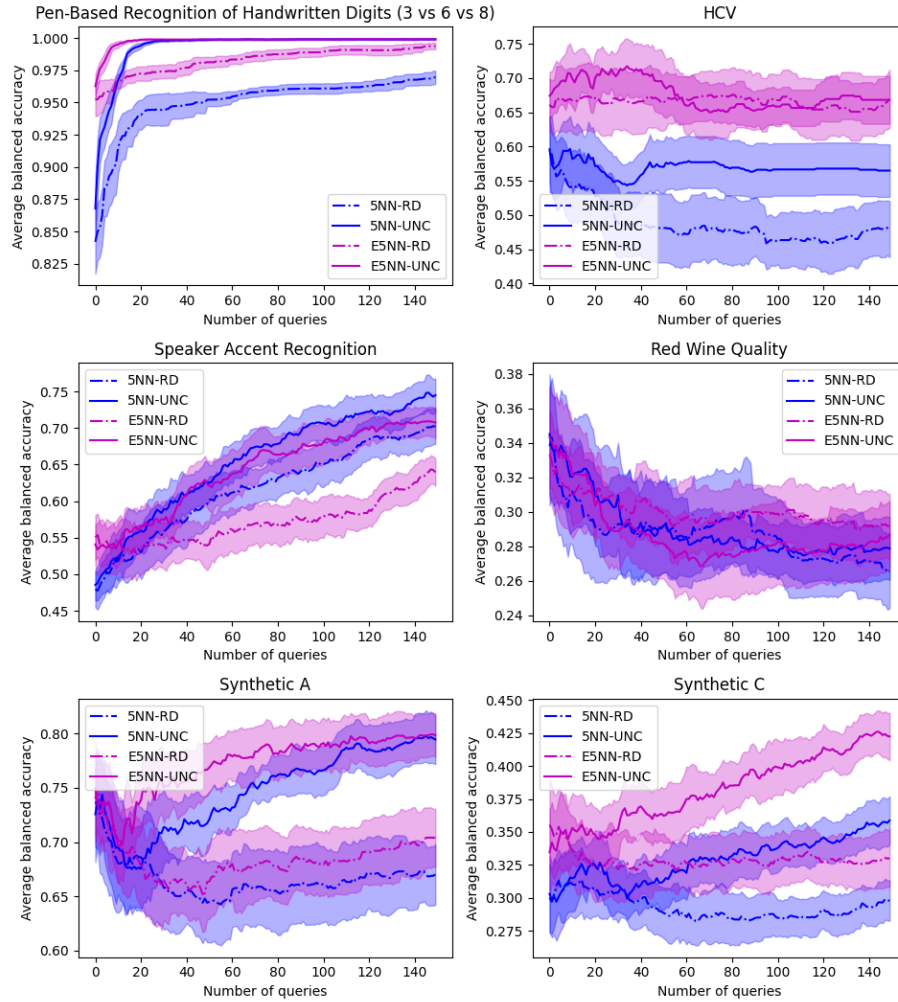 Pen-Based Recognition of Handwritten Digits (3 vs 6 vs 8)
Average balanced accuracy
1.000
0.975
0.950
0.925
0.900
0.875
0.850
0.825
5NN-RD
5NN-UNC
E5NN-RD
E5NN-UNC
0 20 40 60 80 100 120 140
Number of queries
HCV
Average balanced accuracy
0.75
0.70
0.65
0.60
0.55
0.50
0.45
0.40
5NN-RD
5NN-UNC
E5NN-RD
E5NN-UNC
0 20 40 60 80 100 120 140
Number of queries
Speaker Accent Recognition
Average balanced accuracy
0.75
0.70
0.65
0.60
0.55
0.50
0.45
5NN-RD
5NN-UNC
E5NN-RD
E5NN-UNC
0 20 40 60 80 100 120 140
Number of queries
Red Wine Quality
Average balanced accuracy
0.38
0.36
0.34
0.32
0.30
0.28
0.26
0.24
5NN-RD
5NN-UNC
E5NN-RD
E5NN-UNC
0 20 40 60 80 100 120 140
Number of queries
Synthetic A
Average balanced accuracy
0.80
0.75
0.70
0.65
0.60
5NN-RD
5NN-UNC
E5NN-RD
E5NN-UNC
0 20 40 60 80 100 120 140
Number of queries
Synthetic C
Average balanced accuracy
0.450
0.425
0.400
0.375
0.350
0.325
0.300
0.275
5NN-RD
5NN-UNC
E5NN-RD
E5NN-UNC
0 20 40 60 80 100 120 140
Number of queries